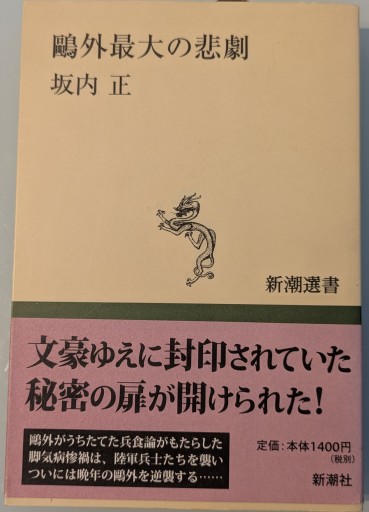 鷗外最大の悲劇
坂内 正
新潮選書
文豪ゆえに封印されていた
秘密の扉が開けられた!
鷗外がうちたてた兵食論がもたらした
脚気病惨禍は、陸軍兵士たちを襲い
ついには晩年の鷗外を逆襲する……
定価:本体1400円
(税別)
新潮社